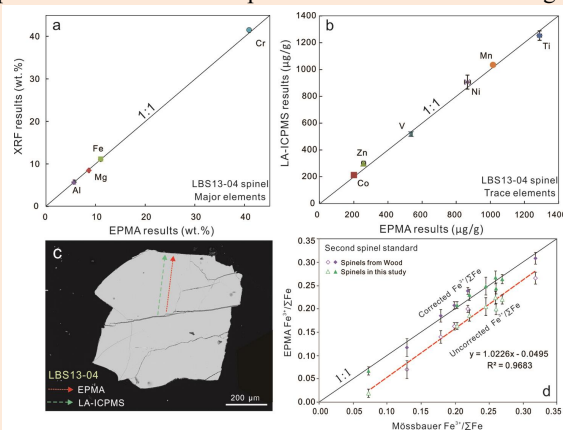 a
XRF results (wt.%)
40
30
20
10
0
Cr
1:1
Fe
Mg
Al
LBS13-04 spinel
Major elements
0 10 20 30 40
EPMA results (wt.%)
b
LA-ICPMS results (μg/g)
1400
1200
1000
800
600
400
200
0
Ti
Mn
Ni
1:1
V
Zn
Co
LBS13-04 spinel
Trace elements
0 200 400 600 800 1000 1200 1400
EPMA results (μg/g)
c
LBS13-04
EPMA
LA-ICPMS
200 μm
EPMA Fe³⁺/ΣFe
0.35
0.30
0.25
0.20
0.15
0.10
0.05
0.00
Second spinel standard
Spinels from Wood
Spinels in this study
Corrected Fe³⁺/ΣFe
Uncorrected Fe³⁺/ΣFe
1:1
y = 1.0226x - 0.0495
R² = 0.9683
d
0.00 0.05 0.10 0.15 0.20 0.25 0.30 0.35
Mössbauer Fe³⁺/ΣFe